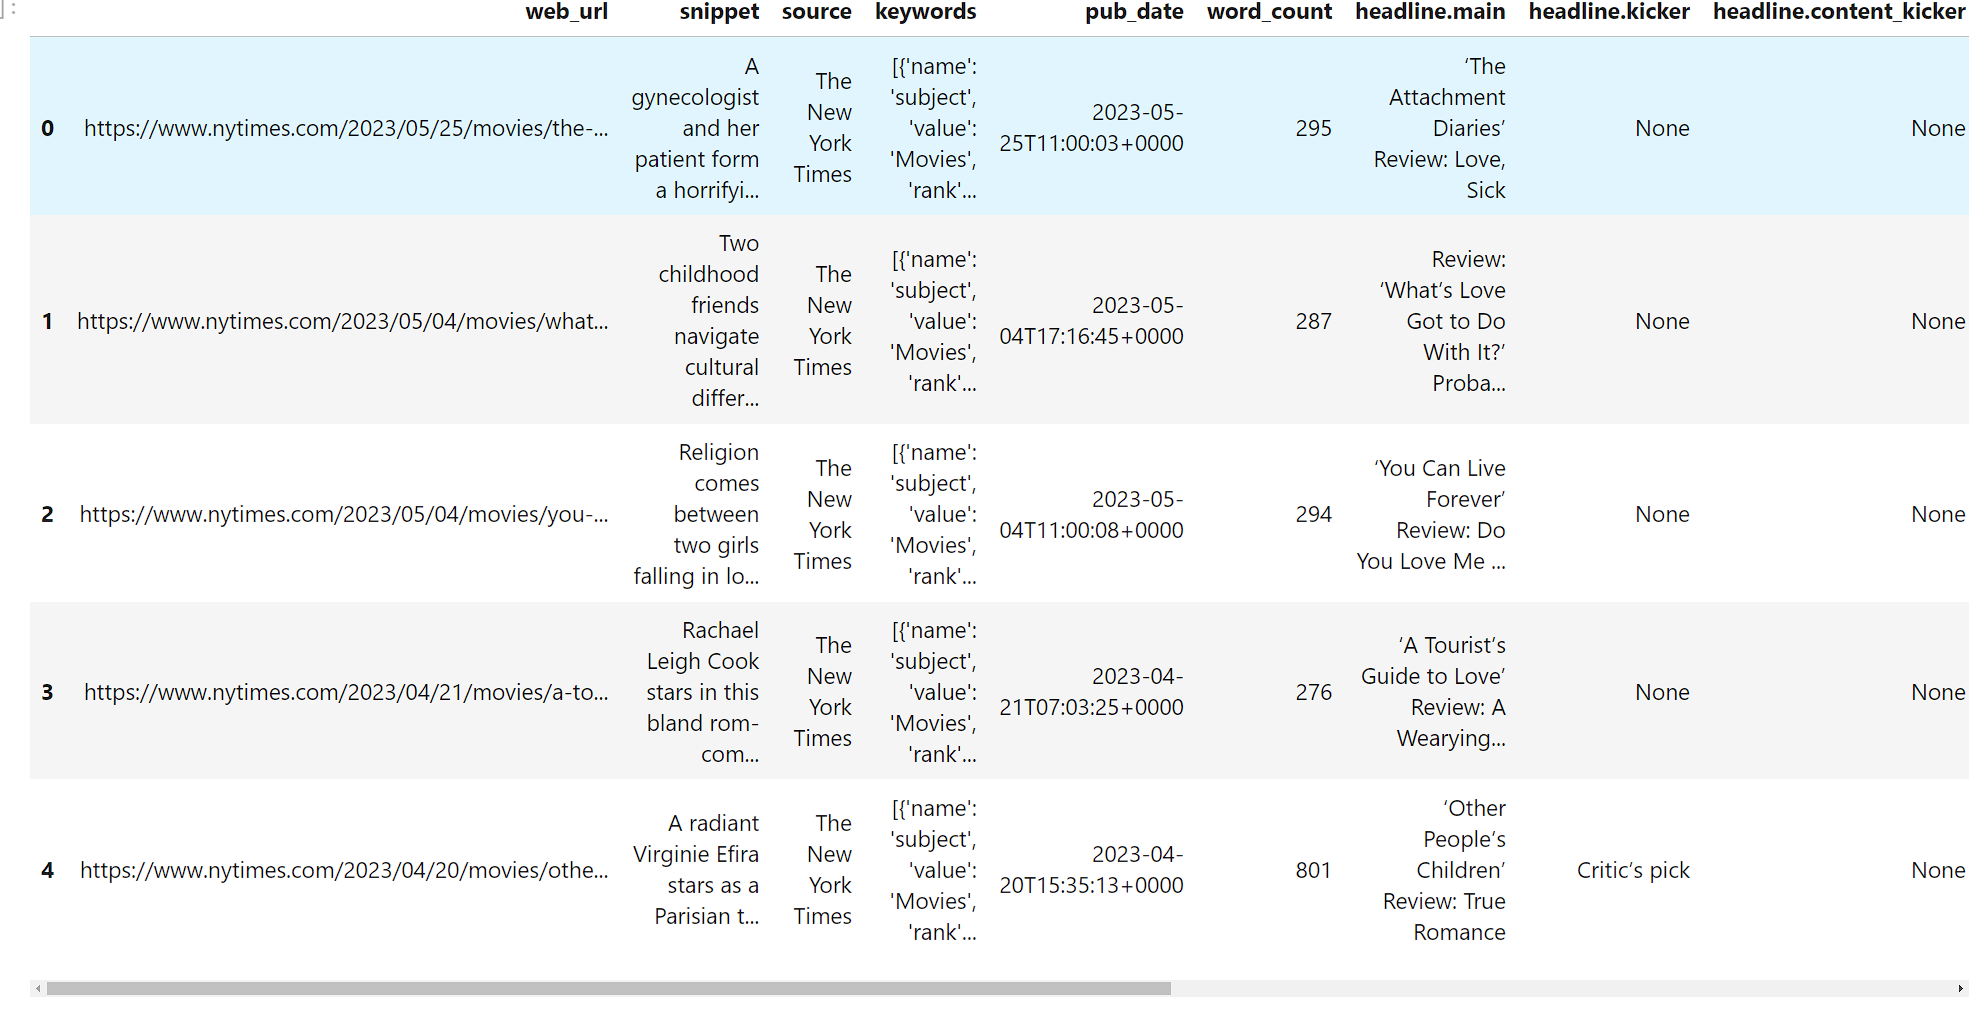 ]:
web_url snippet source keywords pub_date word_count headline.main headline.kicker headline.content_kicker
0 https://www.nytimes.com/2023/05/25/movies/the-...
A
gynecologist
and her
patient form
a horrifyi...
The
New
York
Times
[{'name':
'subject',
'value':
'Movies',
'rank'...
2023-05-
25T11:00:03+0000
295
‘The
Attachment
Diaries’
Review: Love,
Sick
None
None
1 https://www.nytimes.com/2023/05/04/movies/what...
Two
childhood
friends
navigate
cultural
differ...
The
New
York
Times
[{'name':
'subject',
'value':
'Movies',
'rank'...
2023-05-
04T17:16:45+0000
287
Review:
‘What’s Love
Got to Do
With It?’
Proba...
None
None
2 https://www.nytimes.com/2023/05/04/movies/you-...
Religion
comes
between
two girls
falling in lo...
The
New
York
Times
[{'name':
'subject',
'value':
'Movies',
'rank'...
2023-05-
04T11:00:08+0000
294
‘You Can Live
Forever’
Review: Do
You Love Me ...
None
None
3 https://www.nytimes.com/2023/04/21/movies/a-to...
Rachael
Leigh Cook
stars in this
bland rom-
com...
The
New
York
Times
[{'name':
'subject',
'value':
'Movies',
'rank'...
2023-04-
21T07:03:25+0000
276
‘A Tourist’s
Guide to Love’
Review: A
Wearying...
None
None
4 https://www.nytimes.com/2023/04/20/movies/othe...
A radiant
Virginie Efira
stars as a
Parisian t...
The
New
York
Times
[{'name':
'subject',
'value':
'Movies',
'rank'...
2023-04-
20T15:35:13+0000
801
‘Other
People’s
Children’
Review: True
Romance
Critic’s pick
None